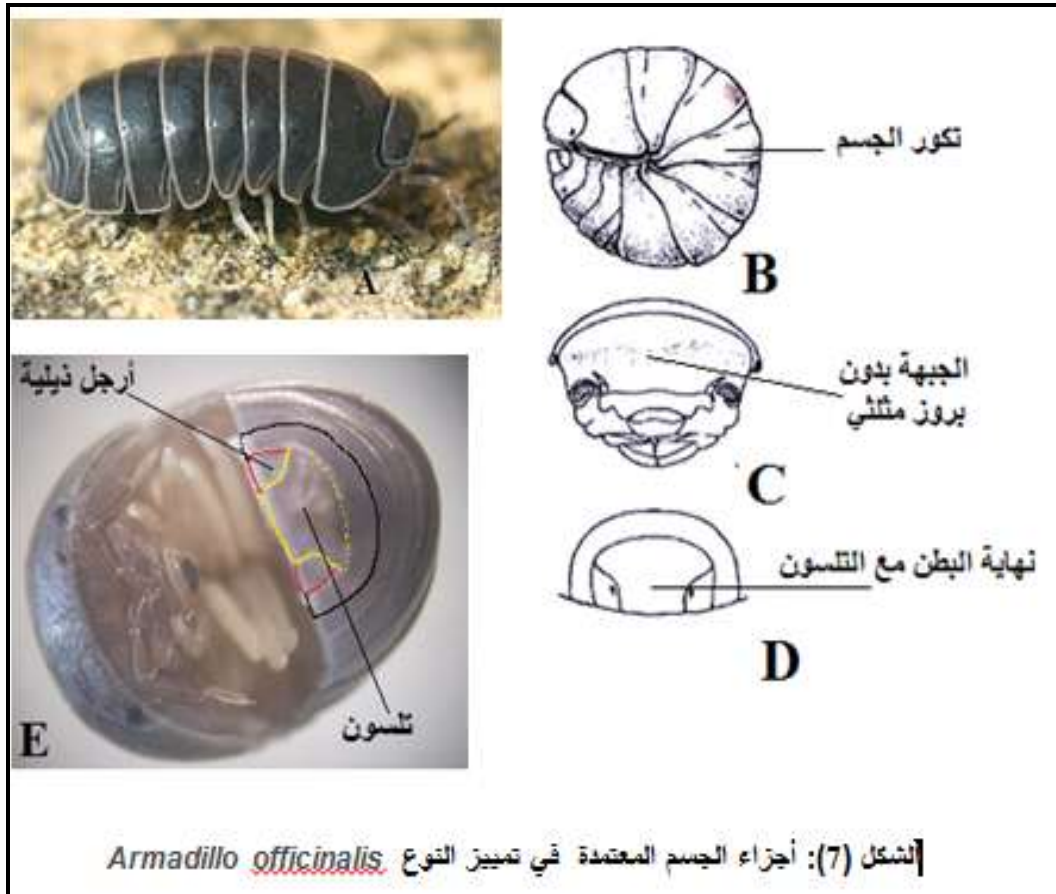 A
تكور الجسم
B
الجبهة بدون
بروز مثلثي
C
أرجل ذيلية
نهاية البطن مع التلسون
D
تلسون
E
الشكل (7): أجزاء الجسم المعتمدة في تمييز النوع Armadillo officinalis